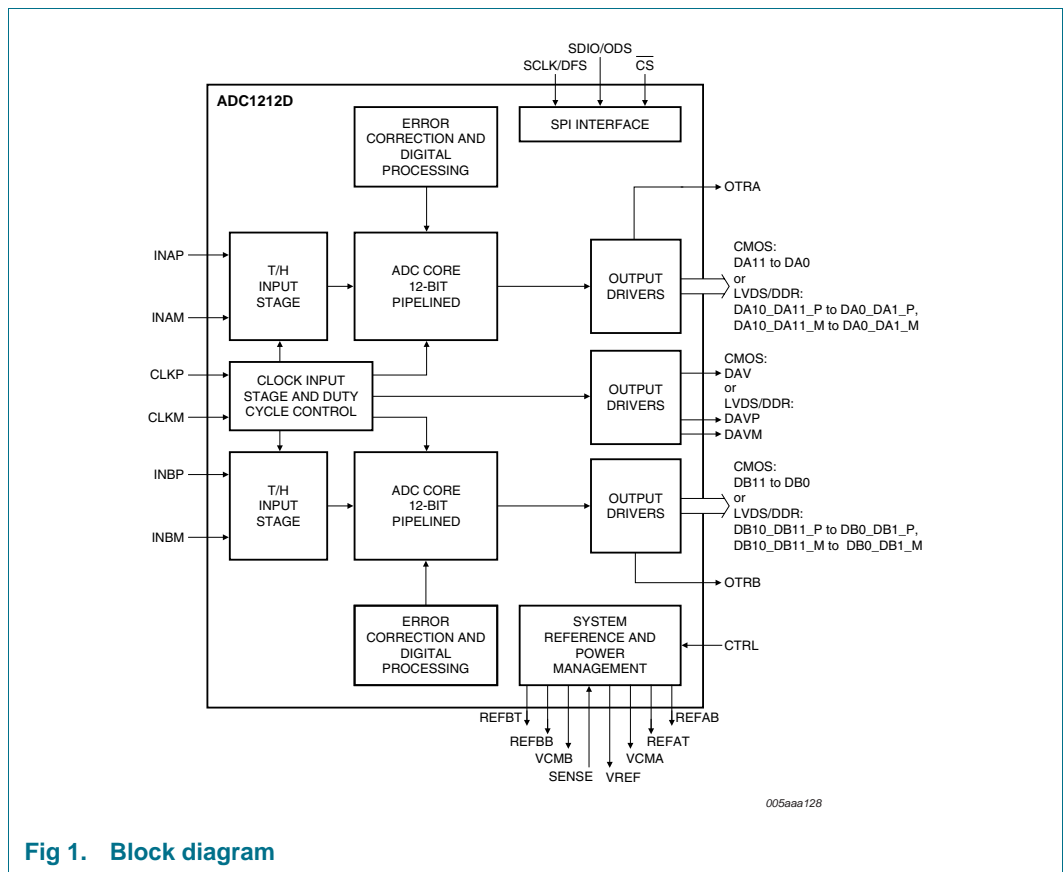 SDIO/ODS
SCLK/DFS
CS
ADC1212D
ERROR
CORRECTION AND
DIGITAL
PROCESSING
SPI INTERFACE
OTRA
INAP
INAM
T/H
INPUT
STAGE
ADC CORE
12-BIT
PIPELINED
OUTPUT
DRIVERS
CMOS:
DA11 to DA0
or
LVDS/DDR:
DA10_DA11_P to DA0_DA1_P,
DA10_DA11_M to DA0_DA1_M
CLKP
CLKM
CLOCK INPUT
STAGE AND DUTY
CYCLE CONTROL
OUTPUT
DRIVERS
CMOS:
DAV
or
LVDS/DDR:
DAVP
DAVM
INBP
INBM
T/H
INPUT
STAGE
ADC CORE
12-BIT
PIPELINED
OUTPUT
DRIVERS
CMOS:
DB11 to DB0
or
LVDS/DDR:
DB10_DB11_P to DB0_DB1_P,
DB10_DB11_M to DB0_DB1_M
OTRB
ERROR
CORRECTION AND
DIGITAL
PROCESSING
SYSTEM
REFERENCE AND
POWER
MANAGEMENT
CTRL
REFBT
REFAB
REFBB
REFAT
VCMB
VCMA
SENSE
VREF
005aaa128
Fig 1. Block diagram